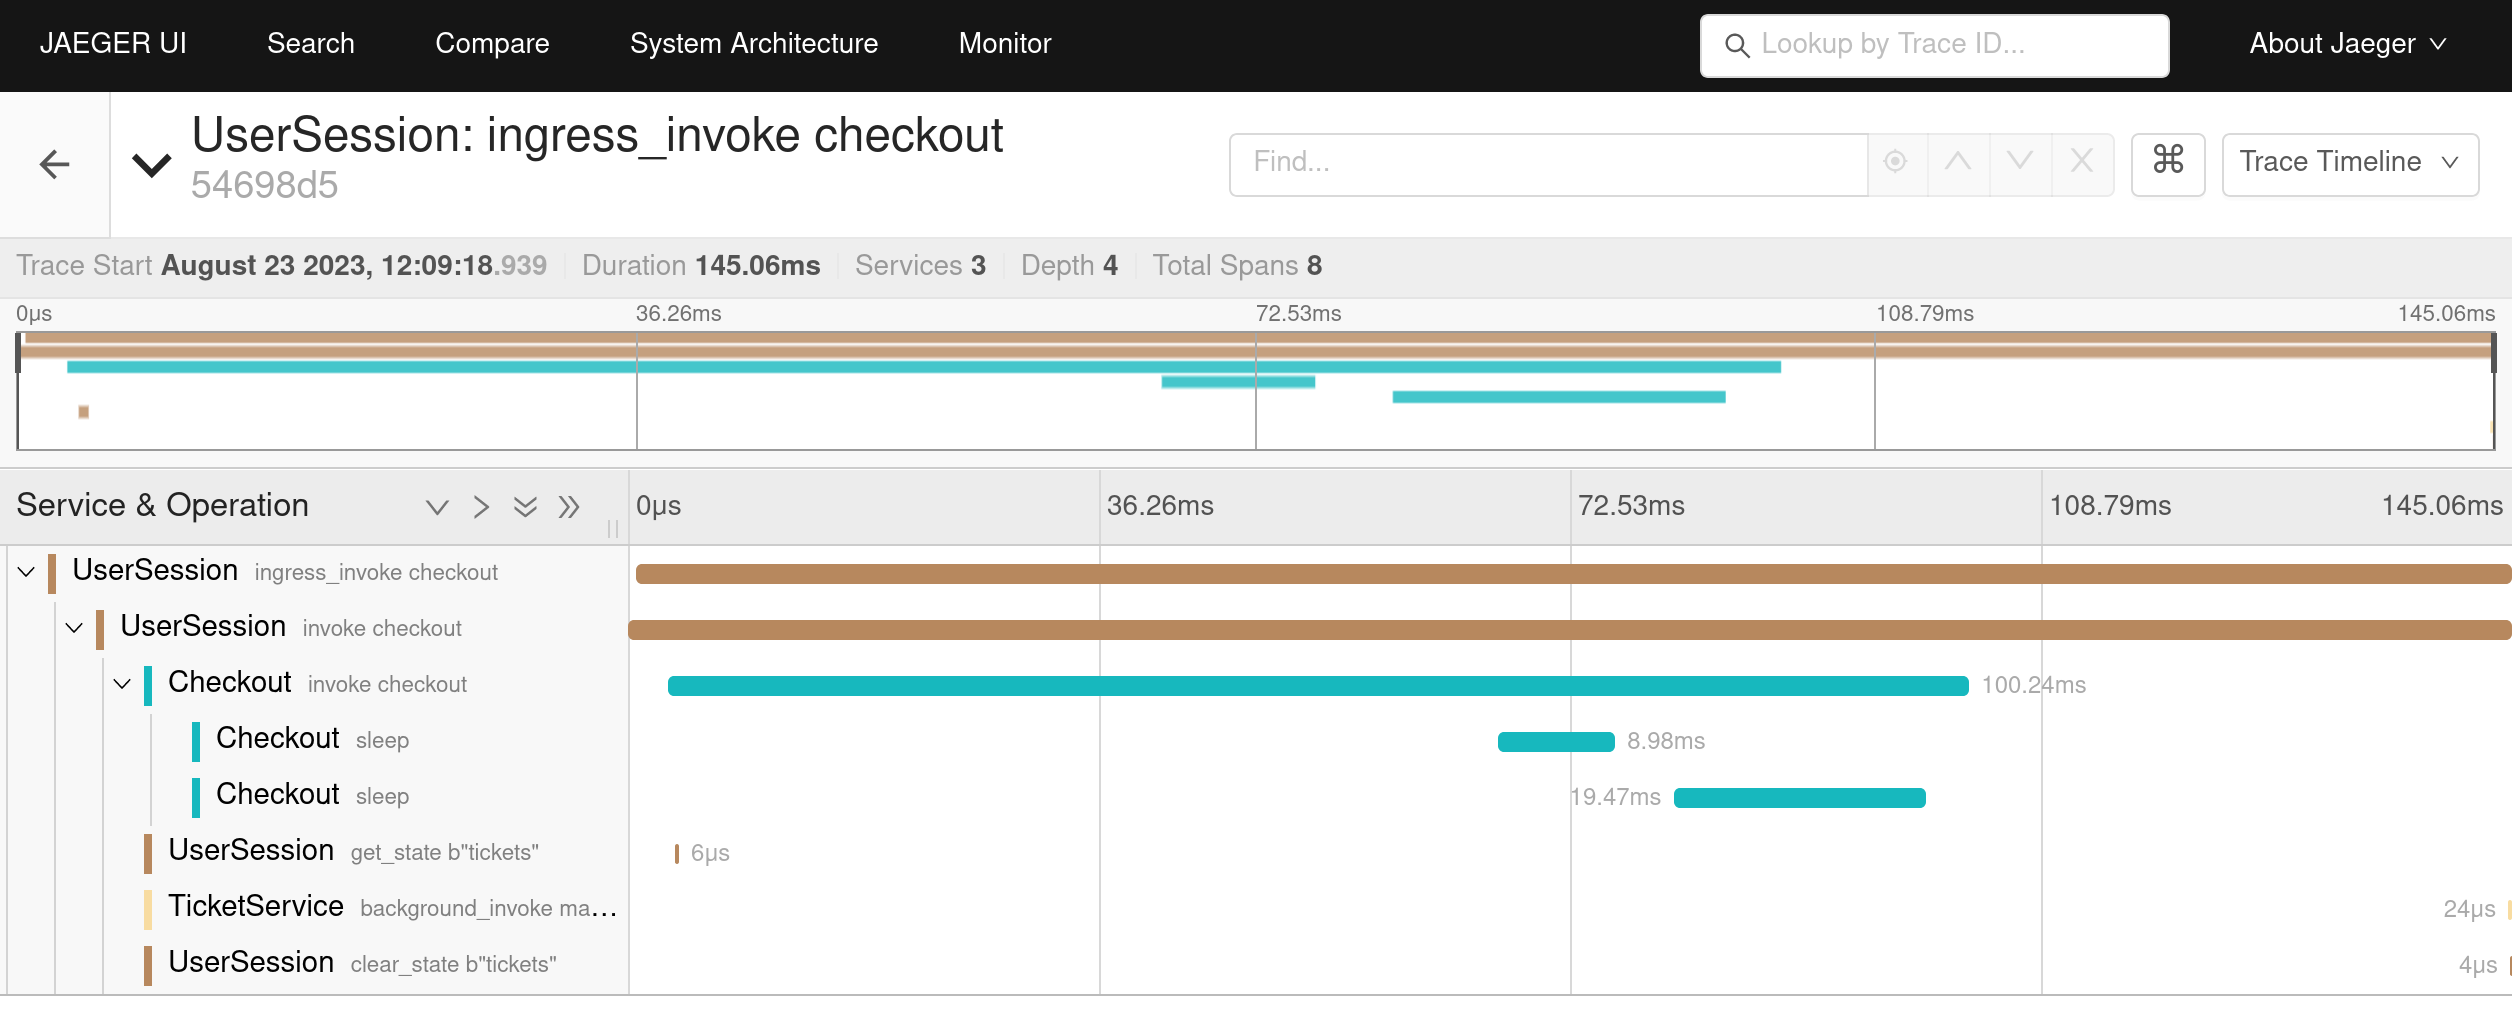 JAEGER UI Search Compare System Architecture Monitor Lookup by Trace ID... About Jaeger
UserSession: ingress_invoke checkout
54698d5
Find... ⌘ Trace Timeline
Trace Start August 23 2023, 12:09:18.939 Duration 145.06ms Services 3 Depth 4 Total Spans 8
0μs 36.26ms 72.53ms 108.79ms 145.06ms
Service & Operation 0μs 36.26ms 72.53ms 108.79ms 145.06ms
UserSession ingress_invoke checkout
UserSession invoke checkout
Checkout invoke checkout 100.24ms
Checkout sleep 8.98ms
Checkout sleep 19.47ms
UserSession get_state b"tickets" 6μs
TicketService background_invoke ma... 24μs
UserSession clear_state b"tickets" 4μs